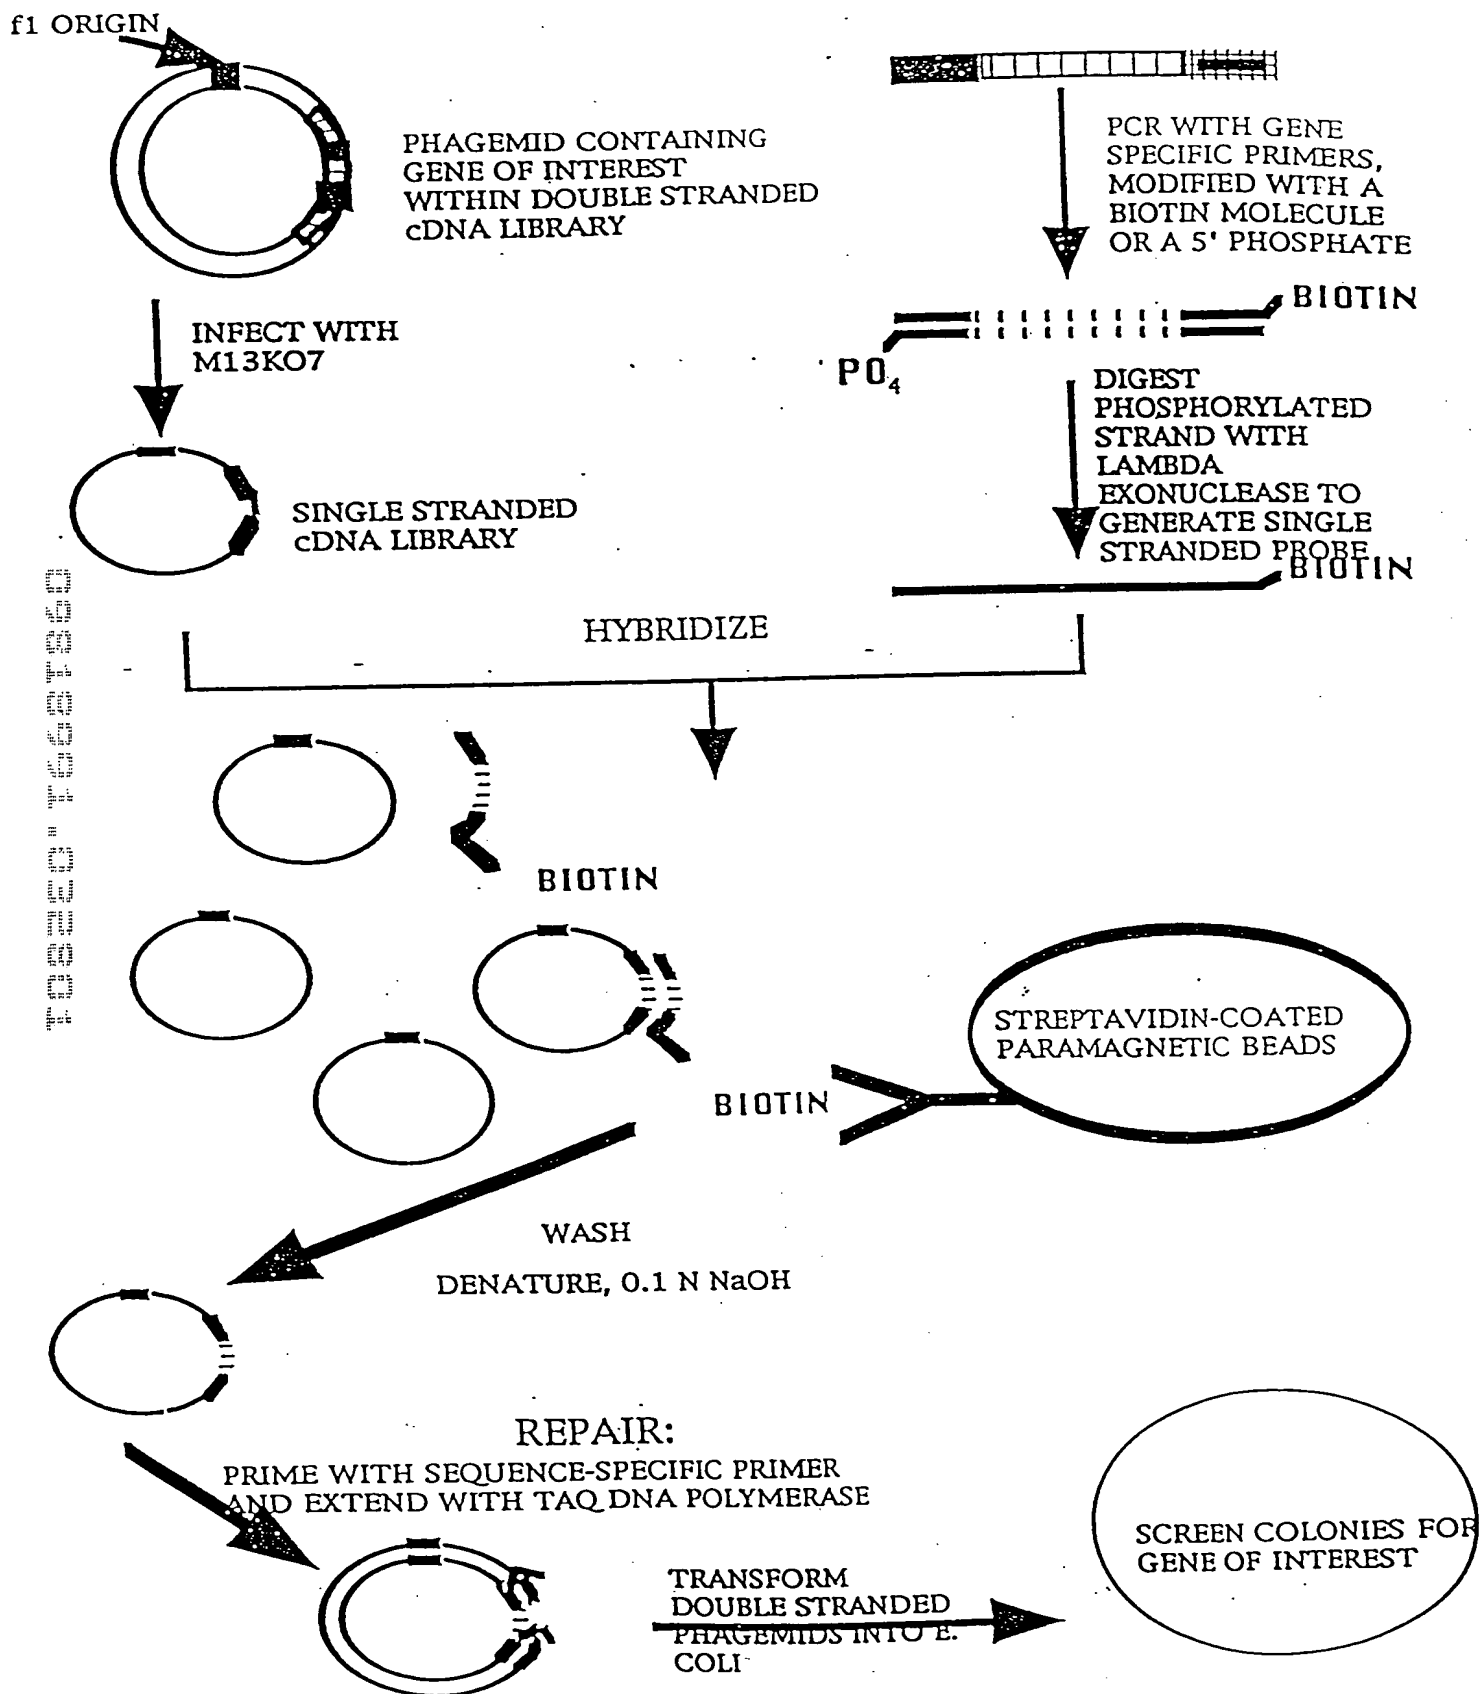 f1 ORIGIN
PHAGEMID CONTAINING
GENE OF INTEREST
WITHIN DOUBLE STRANDED
cDNA LIBRARY
PCR WITH GENE
SPECIFIC PRIMERS,
MODIFIED WITH A
BIOTIN MOLECULE
OR A 5' PHOSPHATE
BIOTIN
PO4
INFECT WITH
M13KO7
DIGEST
PHOSPHORYLATED
STRAND WITH
LAMBDA
EXONUCLEASE TO
GENERATE SINGLE
STRANDED PROBE
BIOTIN
SINGLE STRANDED
cDNA LIBRARY
HYBRIDIZE
BIOTIN
STREPTAVIDIN-COATED
PARAMAGNETIC BEADS
BIOTIN
WASH
DENATURE, 0.1 N NaOH
REPAIR:
PRIME WITH SEQUENCE-SPECIFIC PRIMER
AND EXTEND WITH TAQ DNA POLYMERASE
TRANSFORM
DOUBLE STRANDED
PHAGEMIDS INTO E.
COLI
SCREEN COLONIES FOR
GENE OF INTEREST